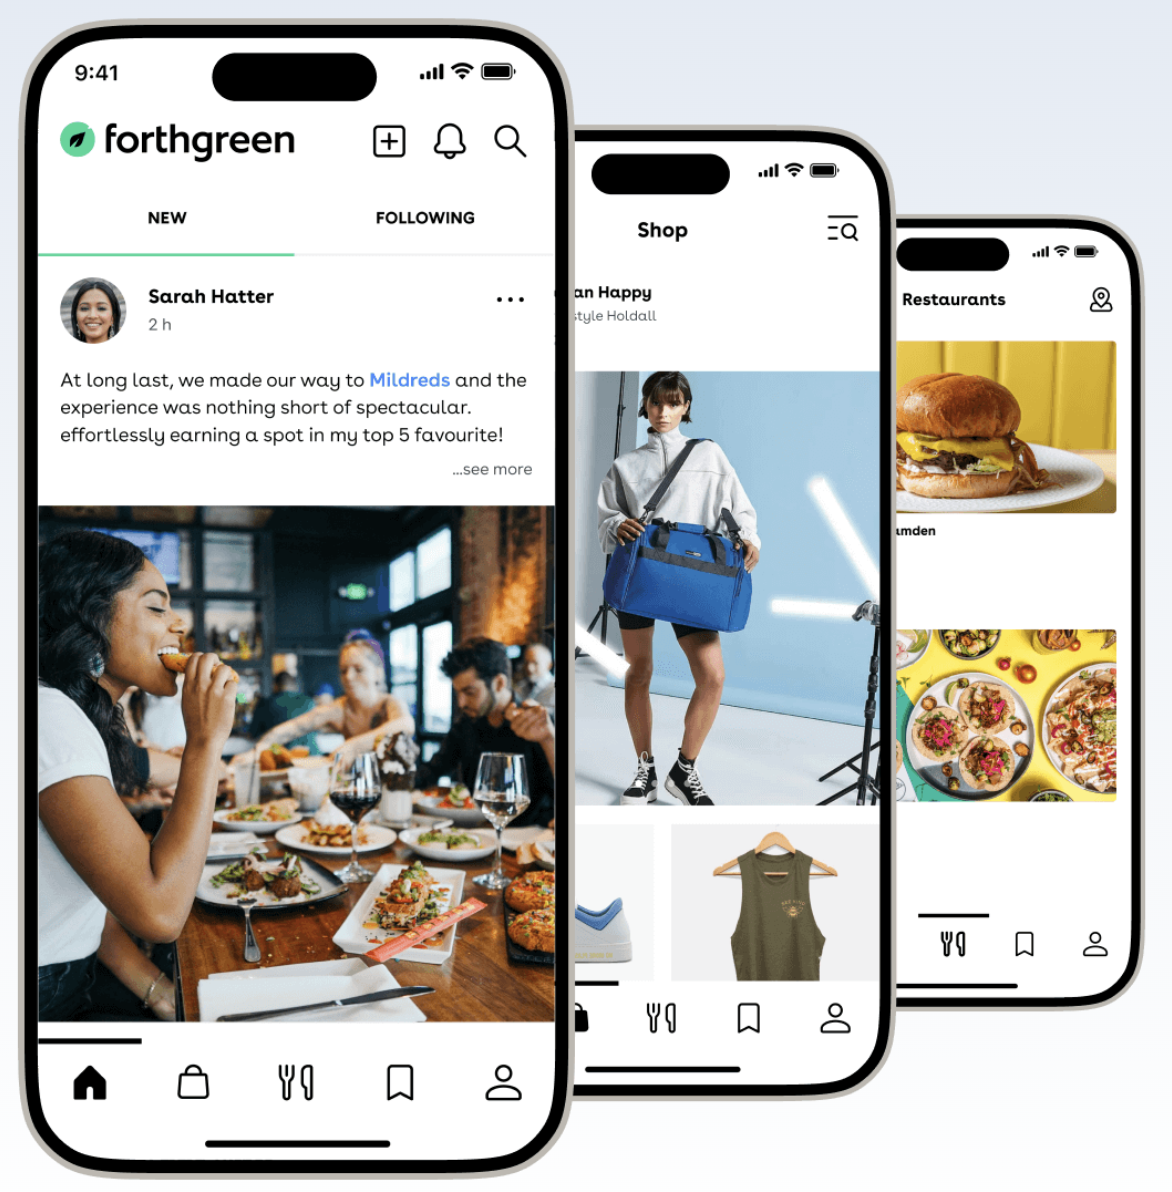 9:41
forthgreen
NEW
FOLLOWING
Sarah Hatter
2 h
At long last, we made our way to Mildreds and the
experience was nothing short of spectacular.
effortlessly earning a spot in my top 5 favourite!
...see more
Shop
an Happy
style Holdall
Restaurants
amden